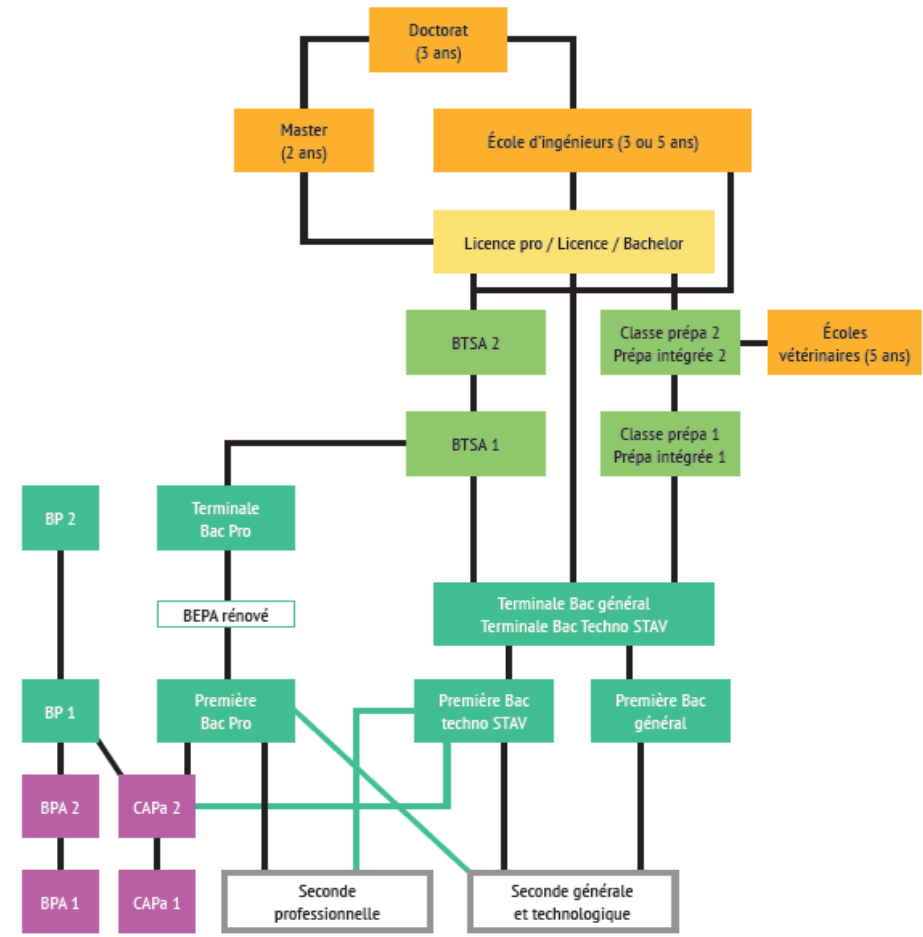 Doctorat
(3 ans)
Master
(2 ans)
École d'ingénieurs (3 ou 5 ans)
Licence pro / Licence / Bachelor
BTSA 2
Classe prépa 2
Prépa intégrée 2
Écoles
vétérinaires (5 ans)
BTSA 1
Classe prépa 1
Prépa intégrée 1
BP 2
Terminale
Bac Pro
BEPA rénové
Terminale Bac général
Terminale Bac Techno STAV
BP 1
Première
Bac Pro
Première Bac
techno STAV
Première Bac
général
BPA 2
CAPa 2
BPA 1
CAPa 1
Seconde
professionnelle
Seconde générale
et technologique